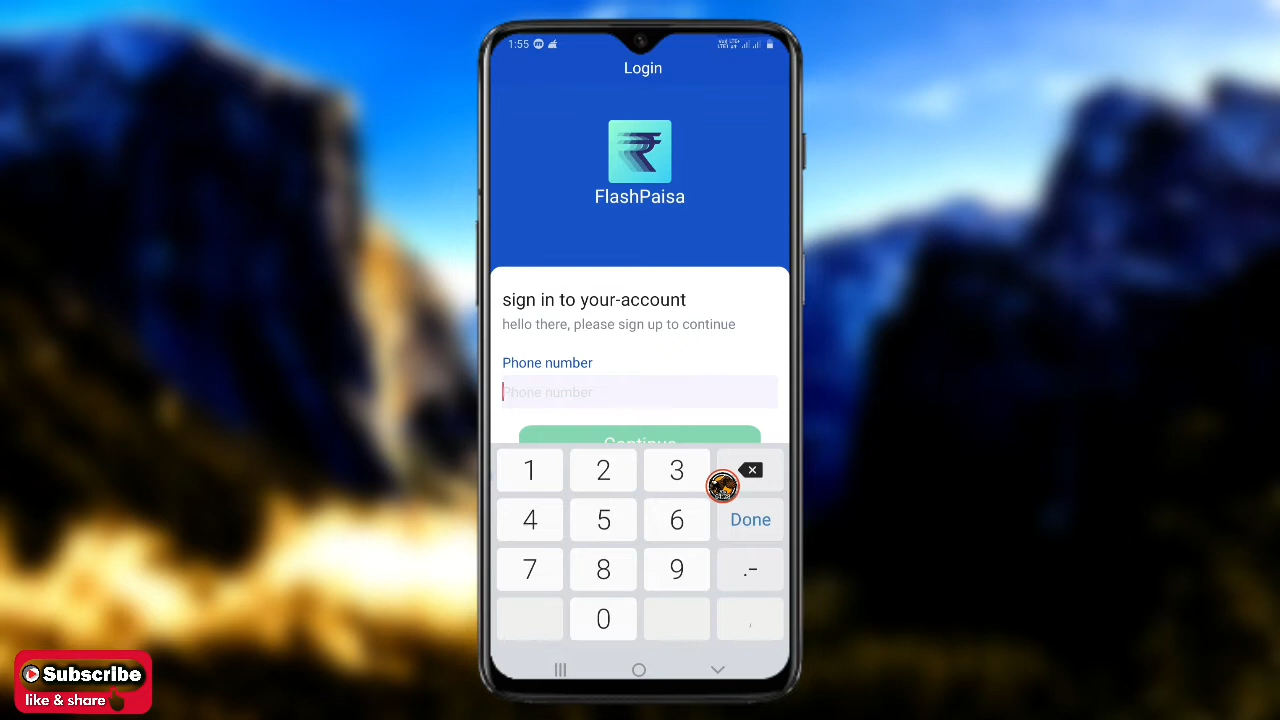 1:55
Login
FlashPaisa
sign in to your-account
hello there, please sign up to continue
Phone number
Phone number
Continue
1 2 3
4 5 6 Done
7 8 9 .-
0 ,
Subscribe
like & share